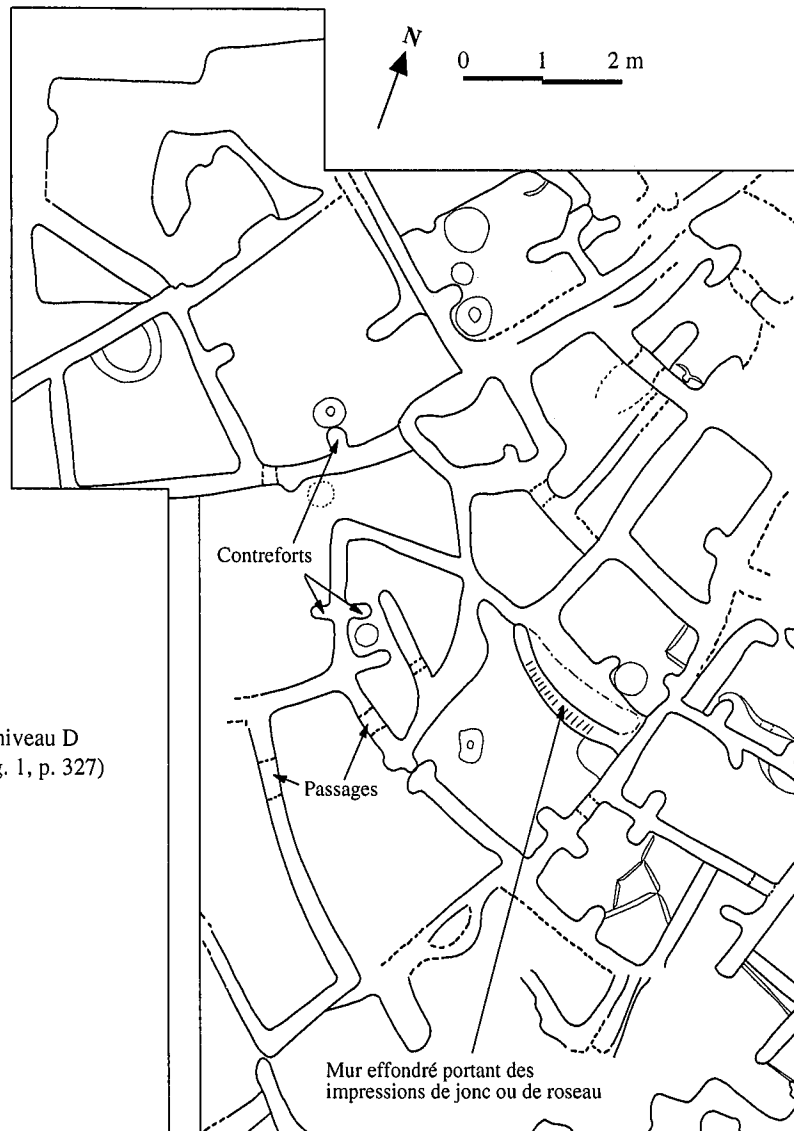 N
0 1 2 m
Contreforts
niveau D
g. 1, p. 327)
Passages
Mur effondré portant des
impressions de jonc ou de roseau